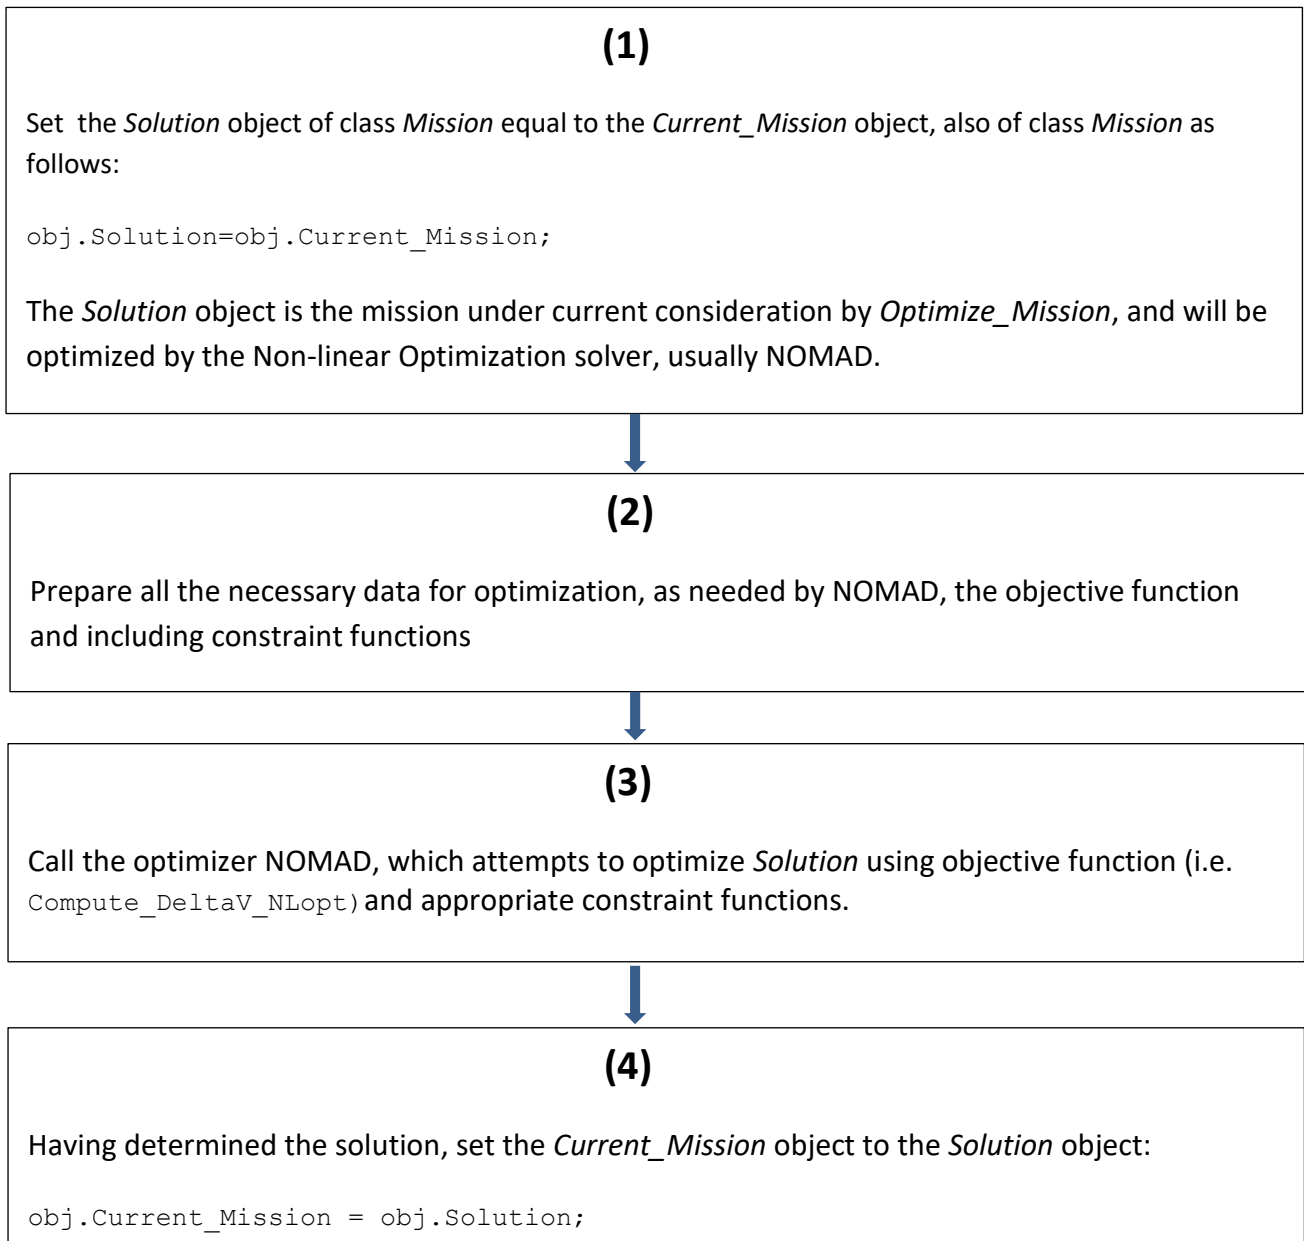 (1)
Set the Solution object of class Mission equal to the Current_Mission object, also of class Mission as
follows:
obj.Solution=obj.Current_Mission;
The Solution object is the mission under current consideration by Optimize_Mission, and will be
optimized by the Non-linear Optimization solver, usually NOMAD.
(2)
Prepare all the necessary data for optimization, as needed by NOMAD, the objective function
and including constraint functions
(3)
Call the optimizer NOMAD, which attempts to optimize Solution using objective function (i.e.
Compute_DeltaV_NLopt)and appropriate constraint functions.
(4)
Having determined the solution, set the Current_Mission object to the Solution object:
obj.Current_Mission = obj.Solution;